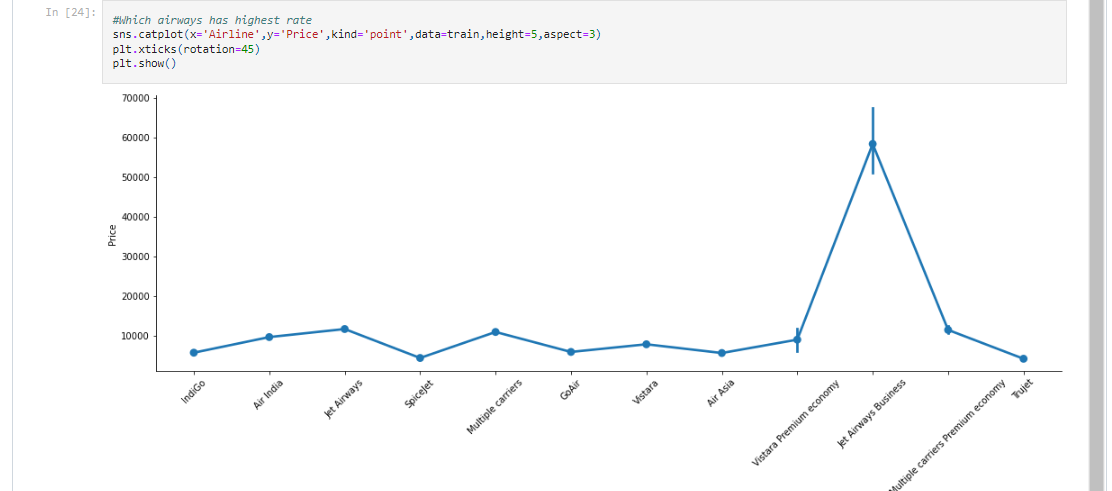 In [24]:
#Which airways has highest rate
sns.catplot(x='Airline',y='Price',kind='point',data=train,height=5,aspect=3)
plt.xticks(rotation=45)
plt.show()
70000
60000
50000
40000
30000
20000
10000
Price
IndiGo
Air India
Jet Airways
SpiceJet
Multiple carriers
GoAir
Vistara
Air Asia
Vistara Premium economy
Jet Airways Business
Multiple carriers Premium economy
Trujet